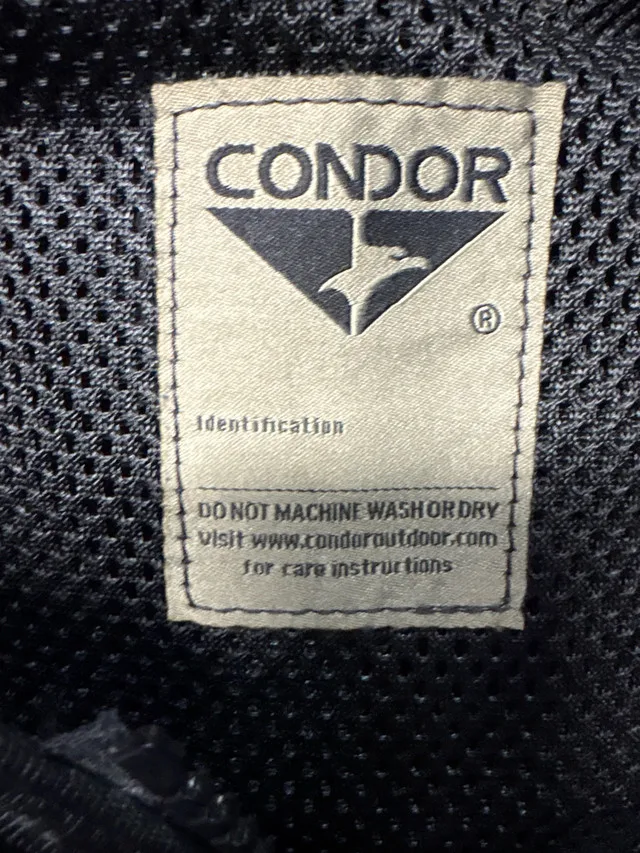 CONDOR
®
Identification
DO NOT MACHINE WASH OR DRY
visit www.condoroutdoor.com
for care instructions